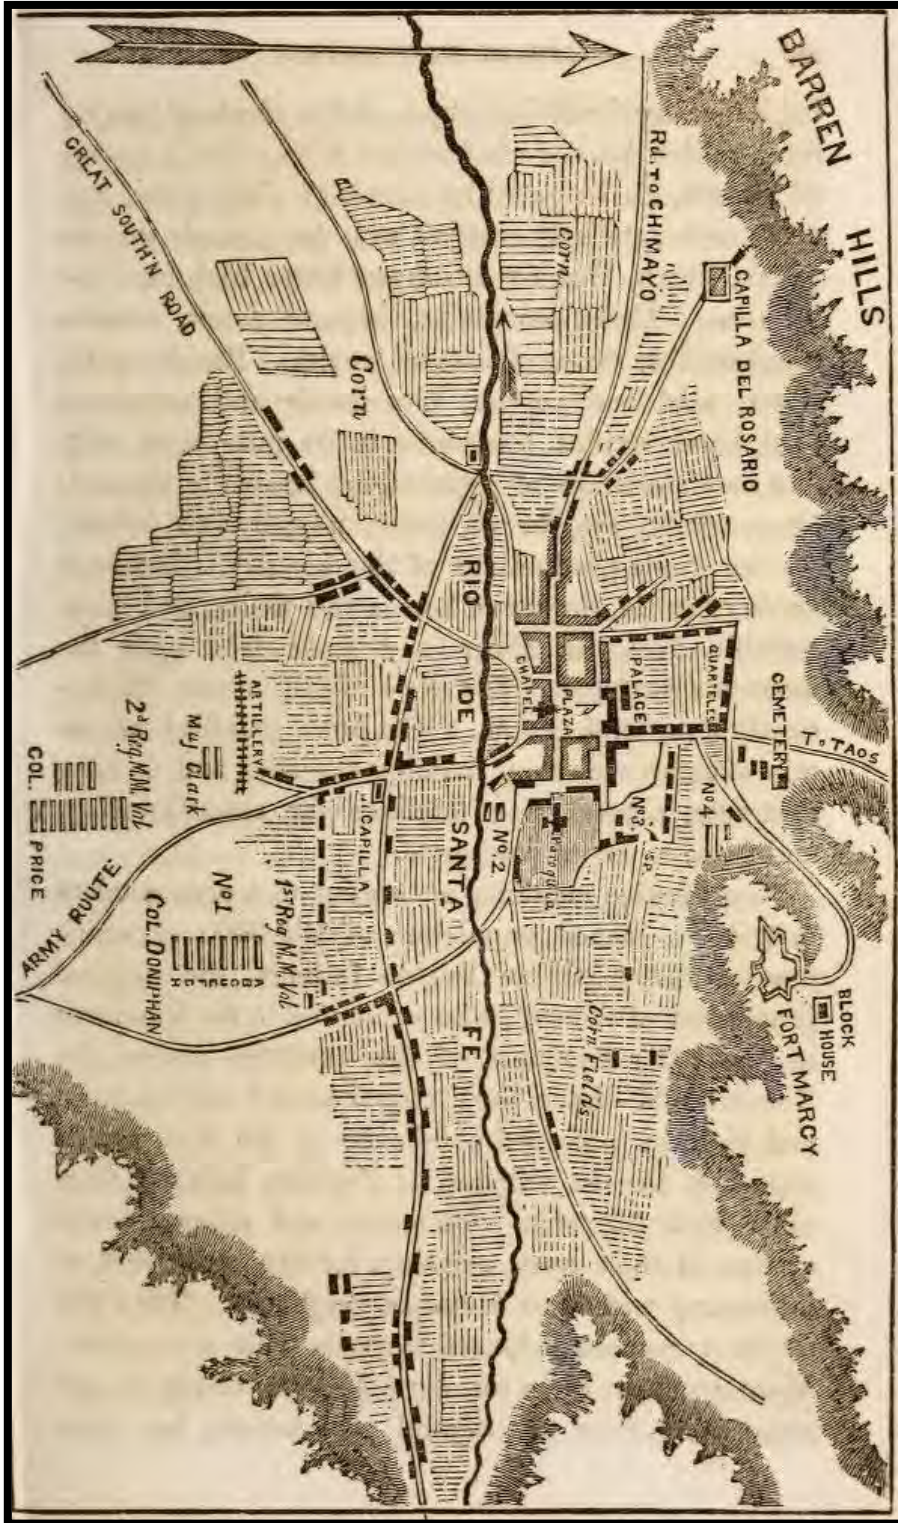 BARREN
HILLS
Rd. TO CHIMAYO
CAPILLA DEL ROSARIO
GREAT SOUTH'N ROAD
Corn
Corn
RIO
DE
SANTA
FE
CHAPEL
PLAZA
PALACE
QUARTELES
CEMETERY
To TAOS
ARTILLERY
Maj Clark
2d Reg. M.M. Vol
COL. PRICE
ARMY ROUTE
CAPILLA
No 1
1ST Reg M.M. Vol
COL. DONIPHAN
A
B
C
E
F
G
H
No. 2
No 3.
No 4
Corn Fields
FORT MARCY
BLOCK
HOUSE